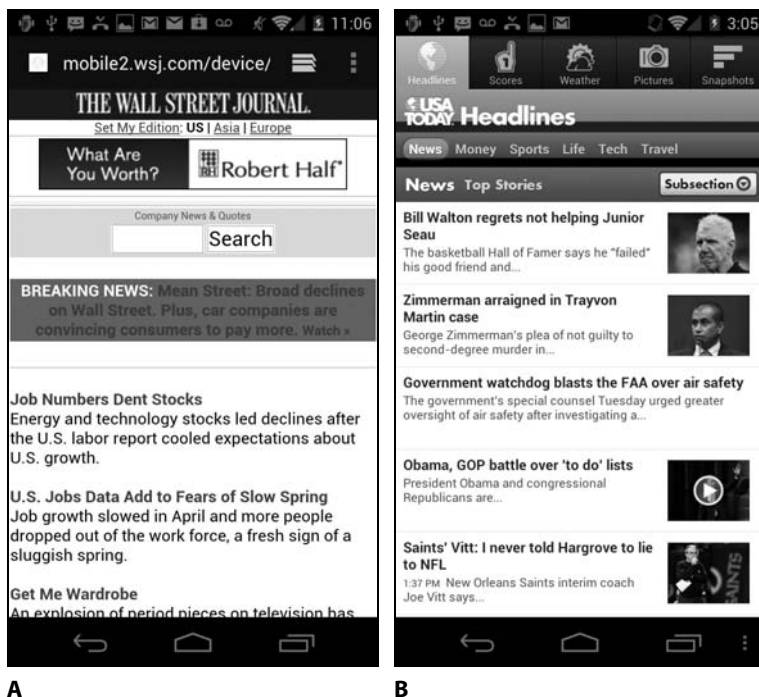 11:06
mobile2.wsj.com/device/
THE WALL STREET JOURNAL.
Set My Edition: US | Asia | Europe
What Are
You Worth?
RH Robert Half
Company News & Quotes
Search
BREAKING NEWS: Mean Street: Broad declines
on Wall Street. Plus, car companies are
convincing consumers to pay more. Watch »
Job Numbers Dent Stocks
Energy and technology stocks led declines after
the U.S. labor report cooled expectations about
U.S. growth.
U.S. Jobs Data Add to Fears of Slow Spring
Job growth slowed in April and more people
dropped out of the work force, a fresh sign of a
sluggish spring.
Get Me Wardrobe
An explosion of period pieces on television has
A
3:05
Headlines Scores Weather Pictures Snapshots
USA
TODAY Headlines
News Money Sports Life Tech Travel
News Top Stories Subsection
Bill Walton regrets not helping Junior
Seau
The basketball Hall of Famer says he "failed"
his good friend and...
Zimmerman arraigned in Trayvon
Martin case
George Zimmerman's plea of not guilty to
second-degree murder in...
Government watchdog blasts the FAA over air safety
The government's special counsel Tuesday urged greater
oversight of air safety after investigating a...
Obama, GOP battle over 'to do' lists
President Obama and congressional
Republicans are...
Saints' Vitt: I never told Hargrove to lie
to NFL
1:37 PM New Orleans Saints interim coach
Joe Vitt says...
SAINTS
B